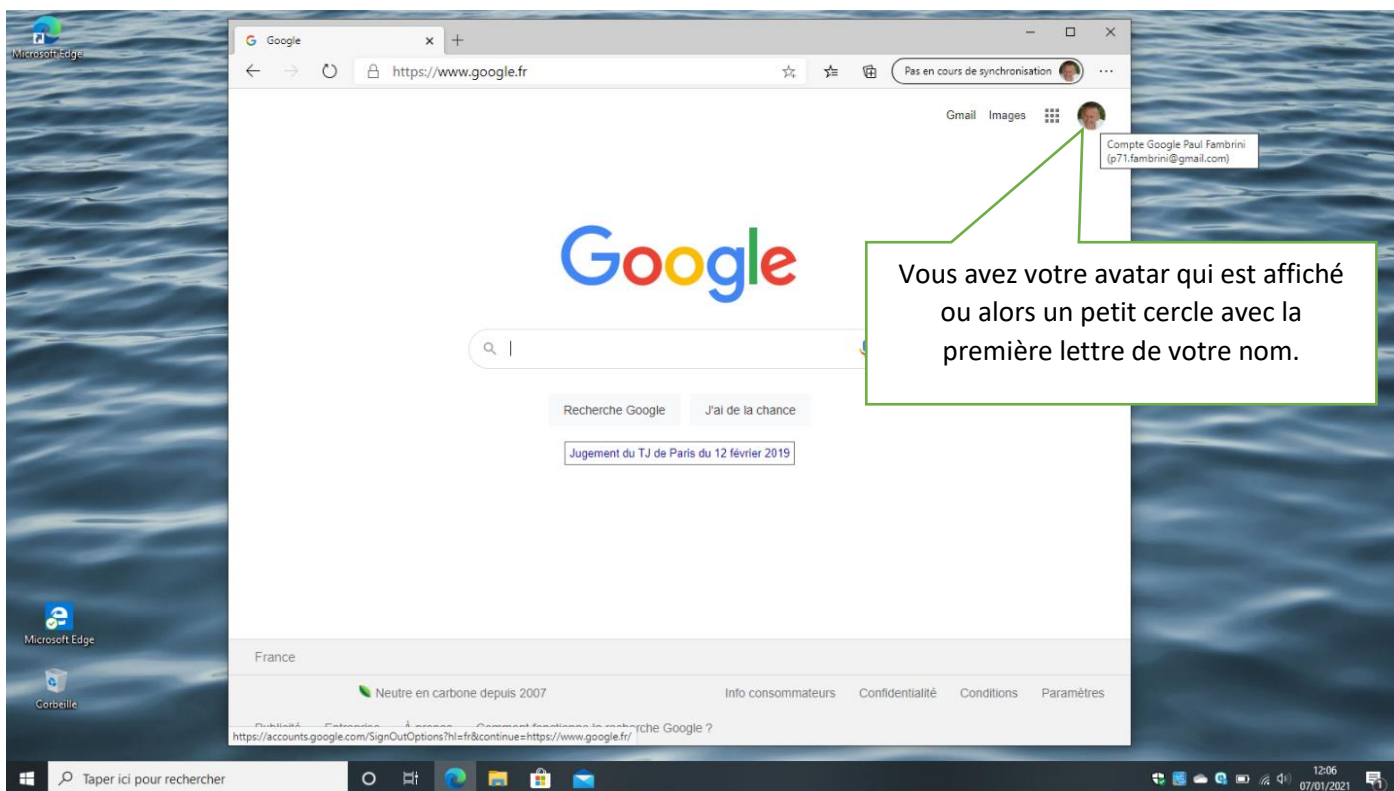 Microsoft Edge
Google
https://www.google.fr
Pas en cours de synchronisation
Gmail Images
Compte Google Paul Fambrini
(p71.fambrini@gmail.com)
Google
Vous avez votre avatar qui est affiché
ou alors un petit cercle avec la
première lettre de votre nom.
Recherche Google J'ai de la chance
Jugement du TJ de Paris du 12 février 2019
Microsoft Edge
Corbeille
France
Neutre en carbone depuis 2007 Info consommateurs Confidentialité Conditions Paramètres
Publicité Entreprise À propos Comment fonctionne la recherche Google ?
https://accounts.google.com/SignOutOptions?hl=fr&continue=https://www.google.fr/
Taper ici pour rechercher
12:06
07/01/2021